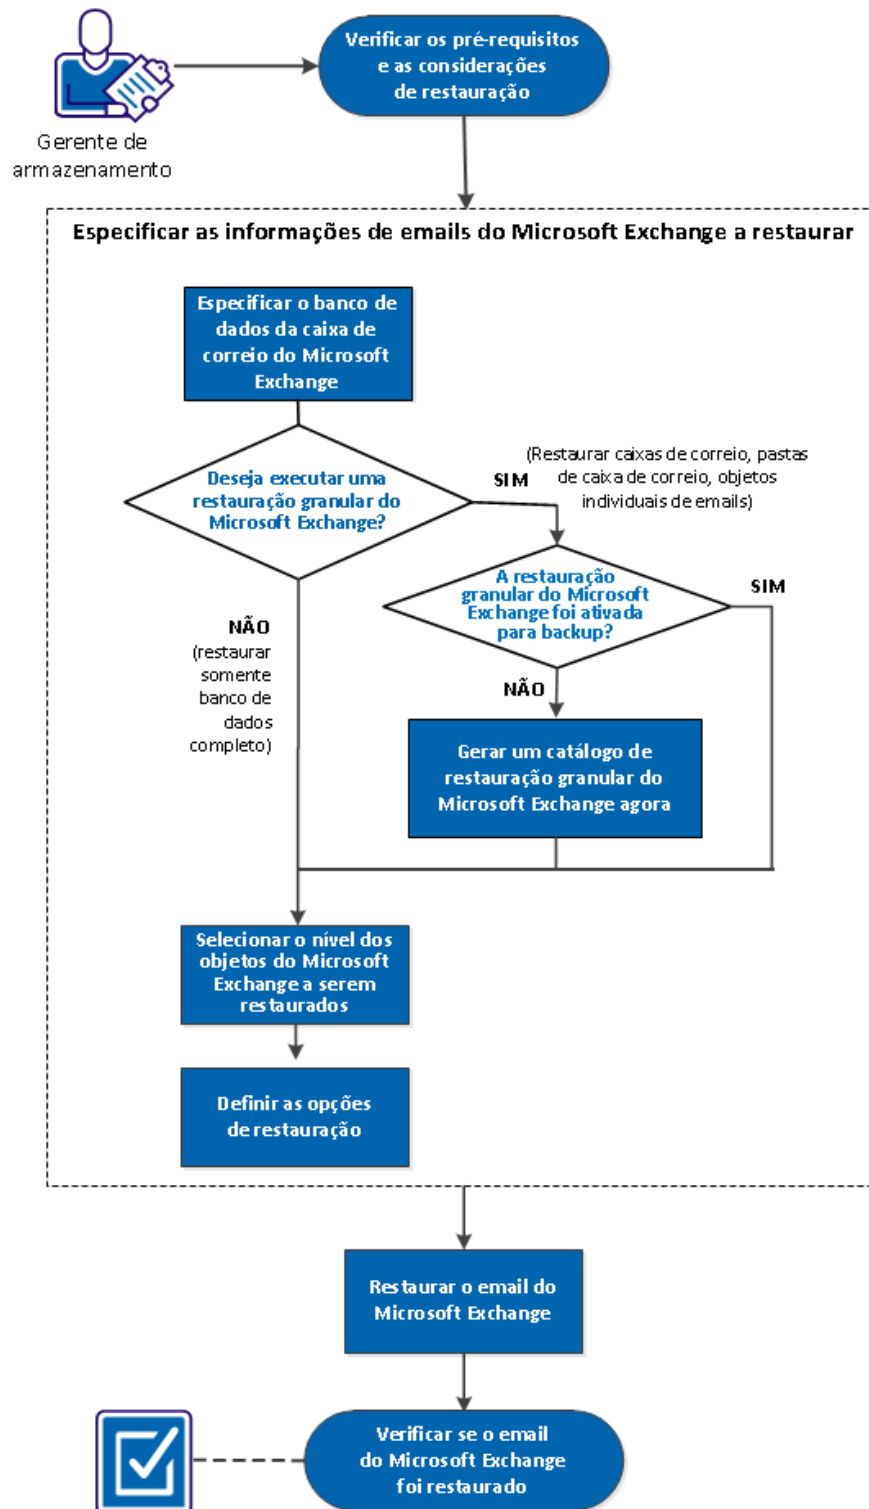 Verificar os pré-requisitos
e as considerações
de restauração
Gerente de
armazenamento
Especificar as informações de emails do Microsoft Exchange a restaurar
Especificar o banco de
dados da caixa de
correio do Microsoft
Exchange
Deseja executar uma
restauração granular do
Microsoft Exchange?
SIM
(Restaurar caixas de correio, pastas
de caixa de correio, objetos
individuais de emails)
A restauração
granular do Microsoft
Exchange foi ativada
para backup?
SIM
NÃO
(restaurar
somente
banco de
dados
completo)
NÃO
Gerar um catálogo de
restauração granular do
Microsoft Exchange agora
Selecionar o nível dos
objetos do Microsoft
Exchange a serem
restaurados
Definir as opções
de restauração
Restaurar o email do
Microsoft Exchange
Verificar se o email
do Microsoft Exchange
foi restaurado